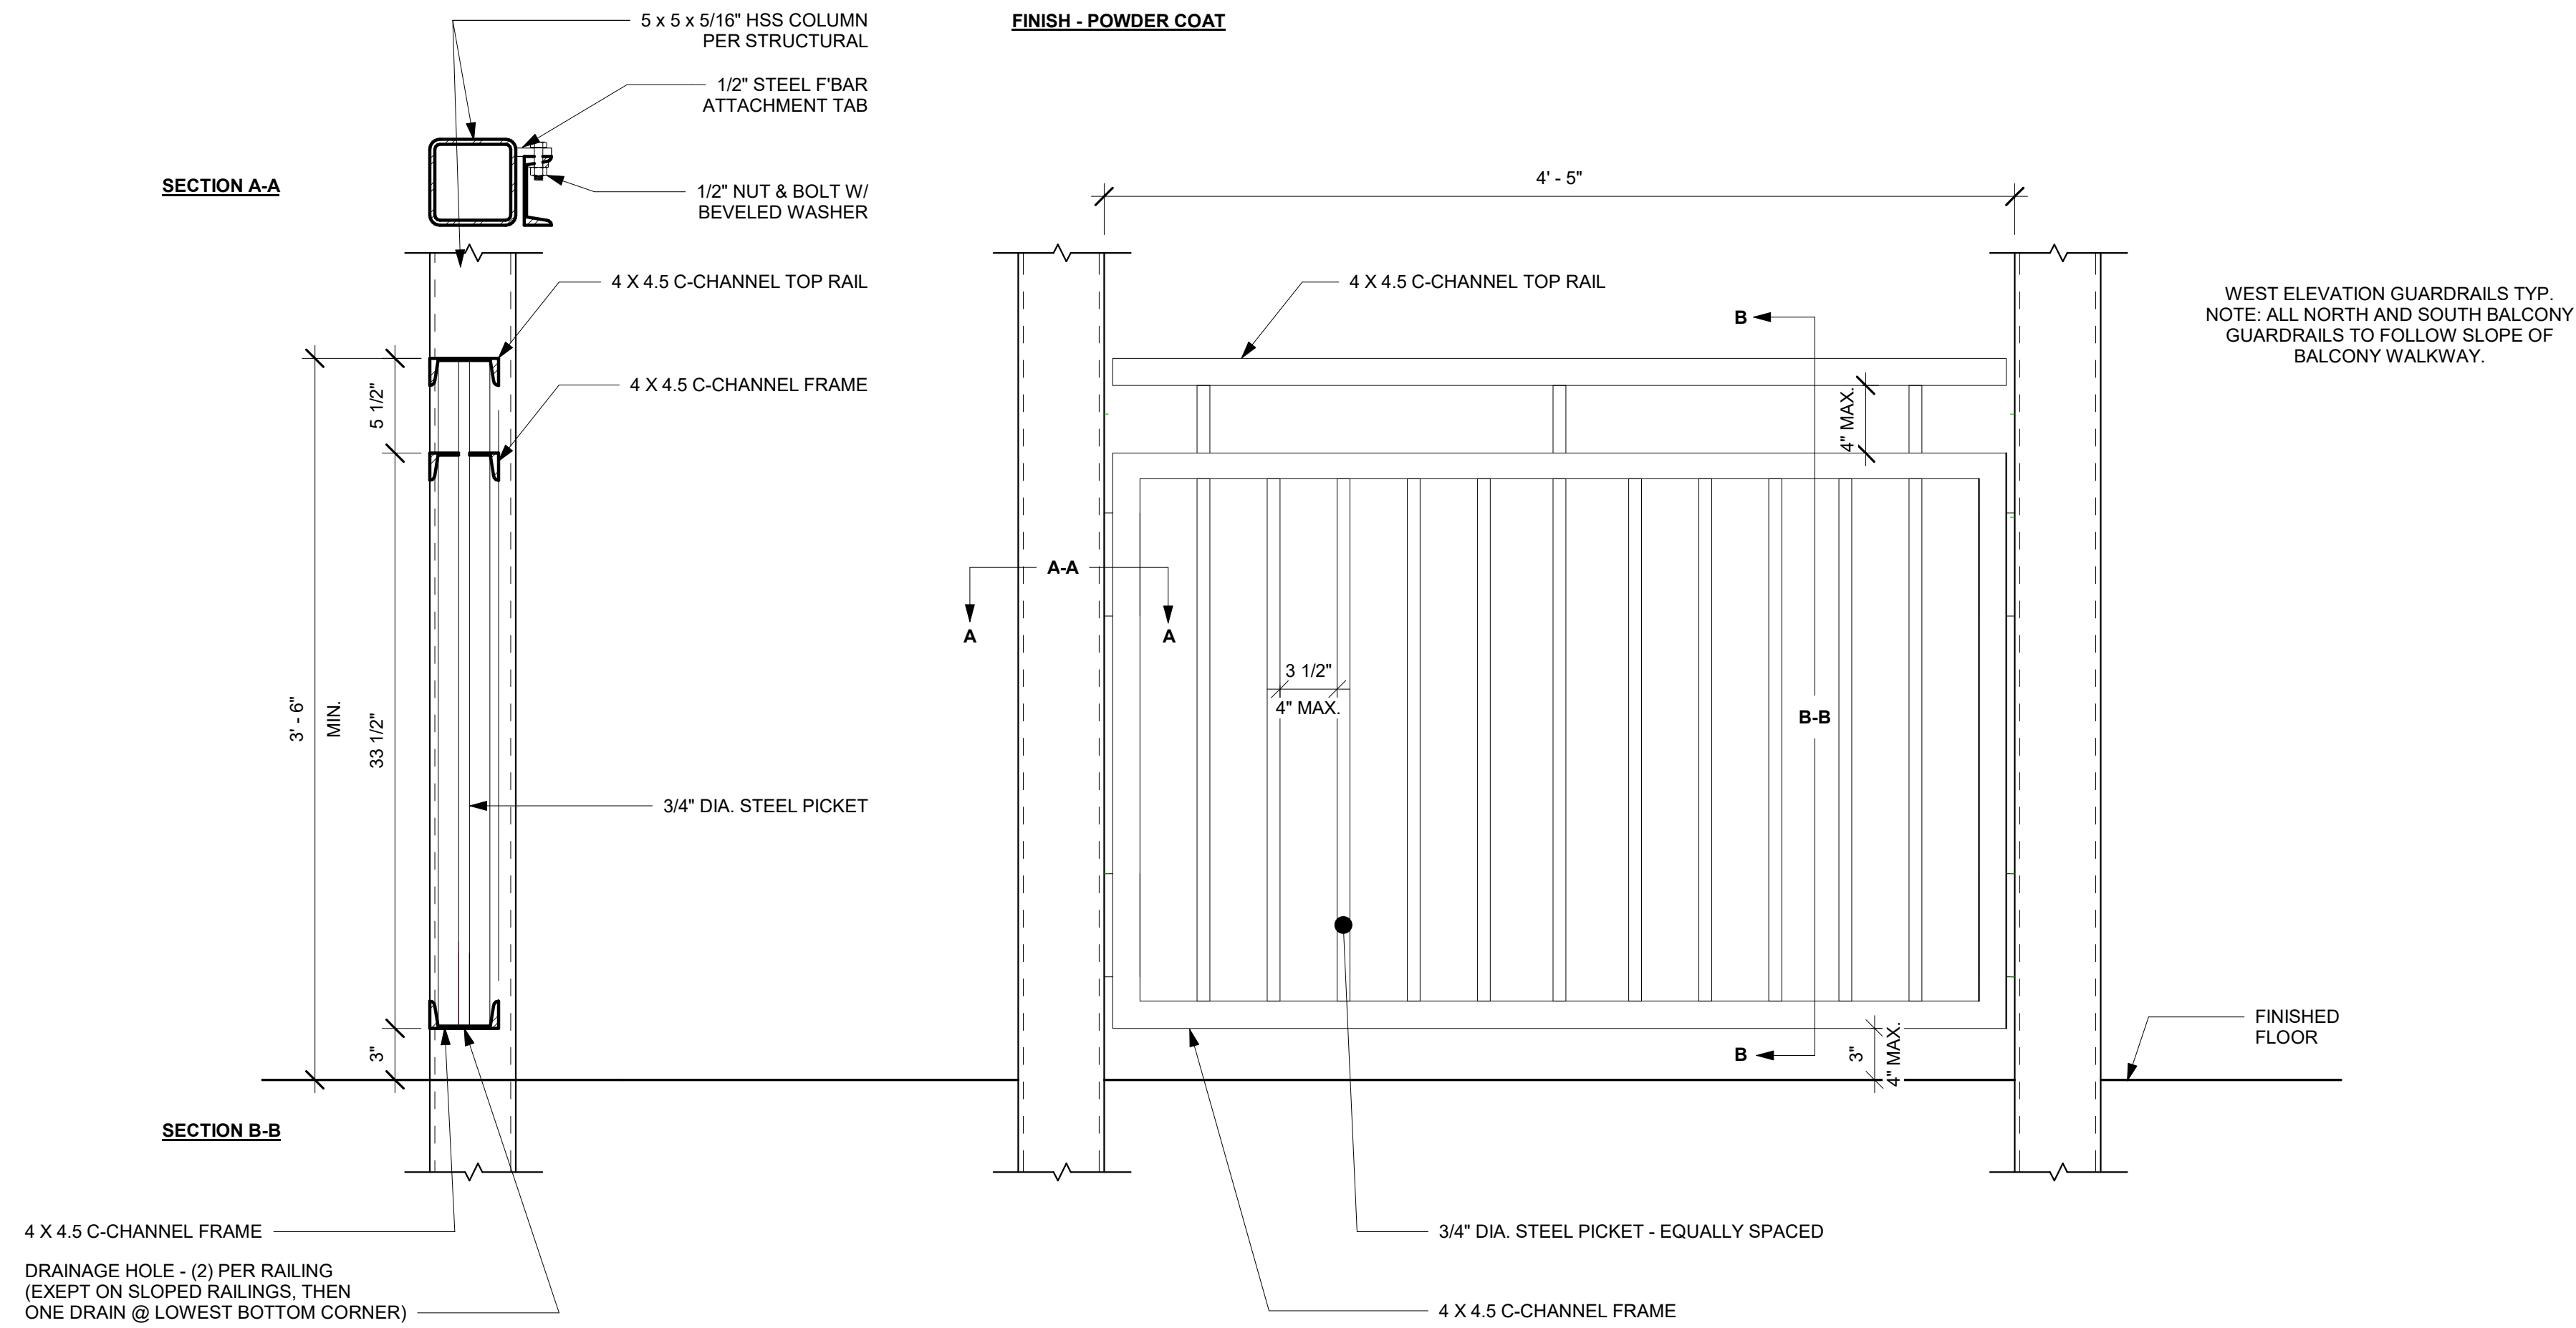 5 x 5 x 5/16" HSS COLUMN
PER STRUCTURAL
FINISH - POWDER COAT
1/2" STEEL F'BAR
ATTACHMENT TAB
SECTION A-A
1/2" NUT & BOLT W/
BEVELED WASHER
4' - 5"
4 X 4.5 C-CHANNEL TOP RAIL
4 X 4.5 C-CHANNEL TOP RAIL
WEST ELEVATION GUARDRAILS TYP.
NOTE: ALL NORTH AND SOUTH BALCONY
GUARDRAILS TO FOLLOW SLOPE OF
BALCONY WALKWAY.
B
4 X 4.5 C-CHANNEL FRAME
5 1/2"
4" MAX.
A-A
A
A
3 1/2"
4" MAX.
3' - 6"
MIN.
33 1/2"
B-B
3/4" DIA. STEEL PICKET
FINISHED
FLOOR
3"
B
3"
4" MAX.
SECTION B-B
4 X 4.5 C-CHANNEL FRAME
3/4" DIA. STEEL PICKET - EQUALLY SPACED
DRAINAGE HOLE - (2) PER RAILING
(EXEPT ON SLOPED RAILINGS, THEN
ONE DRAIN @ LOWEST BOTTOM CORNER)
4 X 4.5 C-CHANNEL FRAME